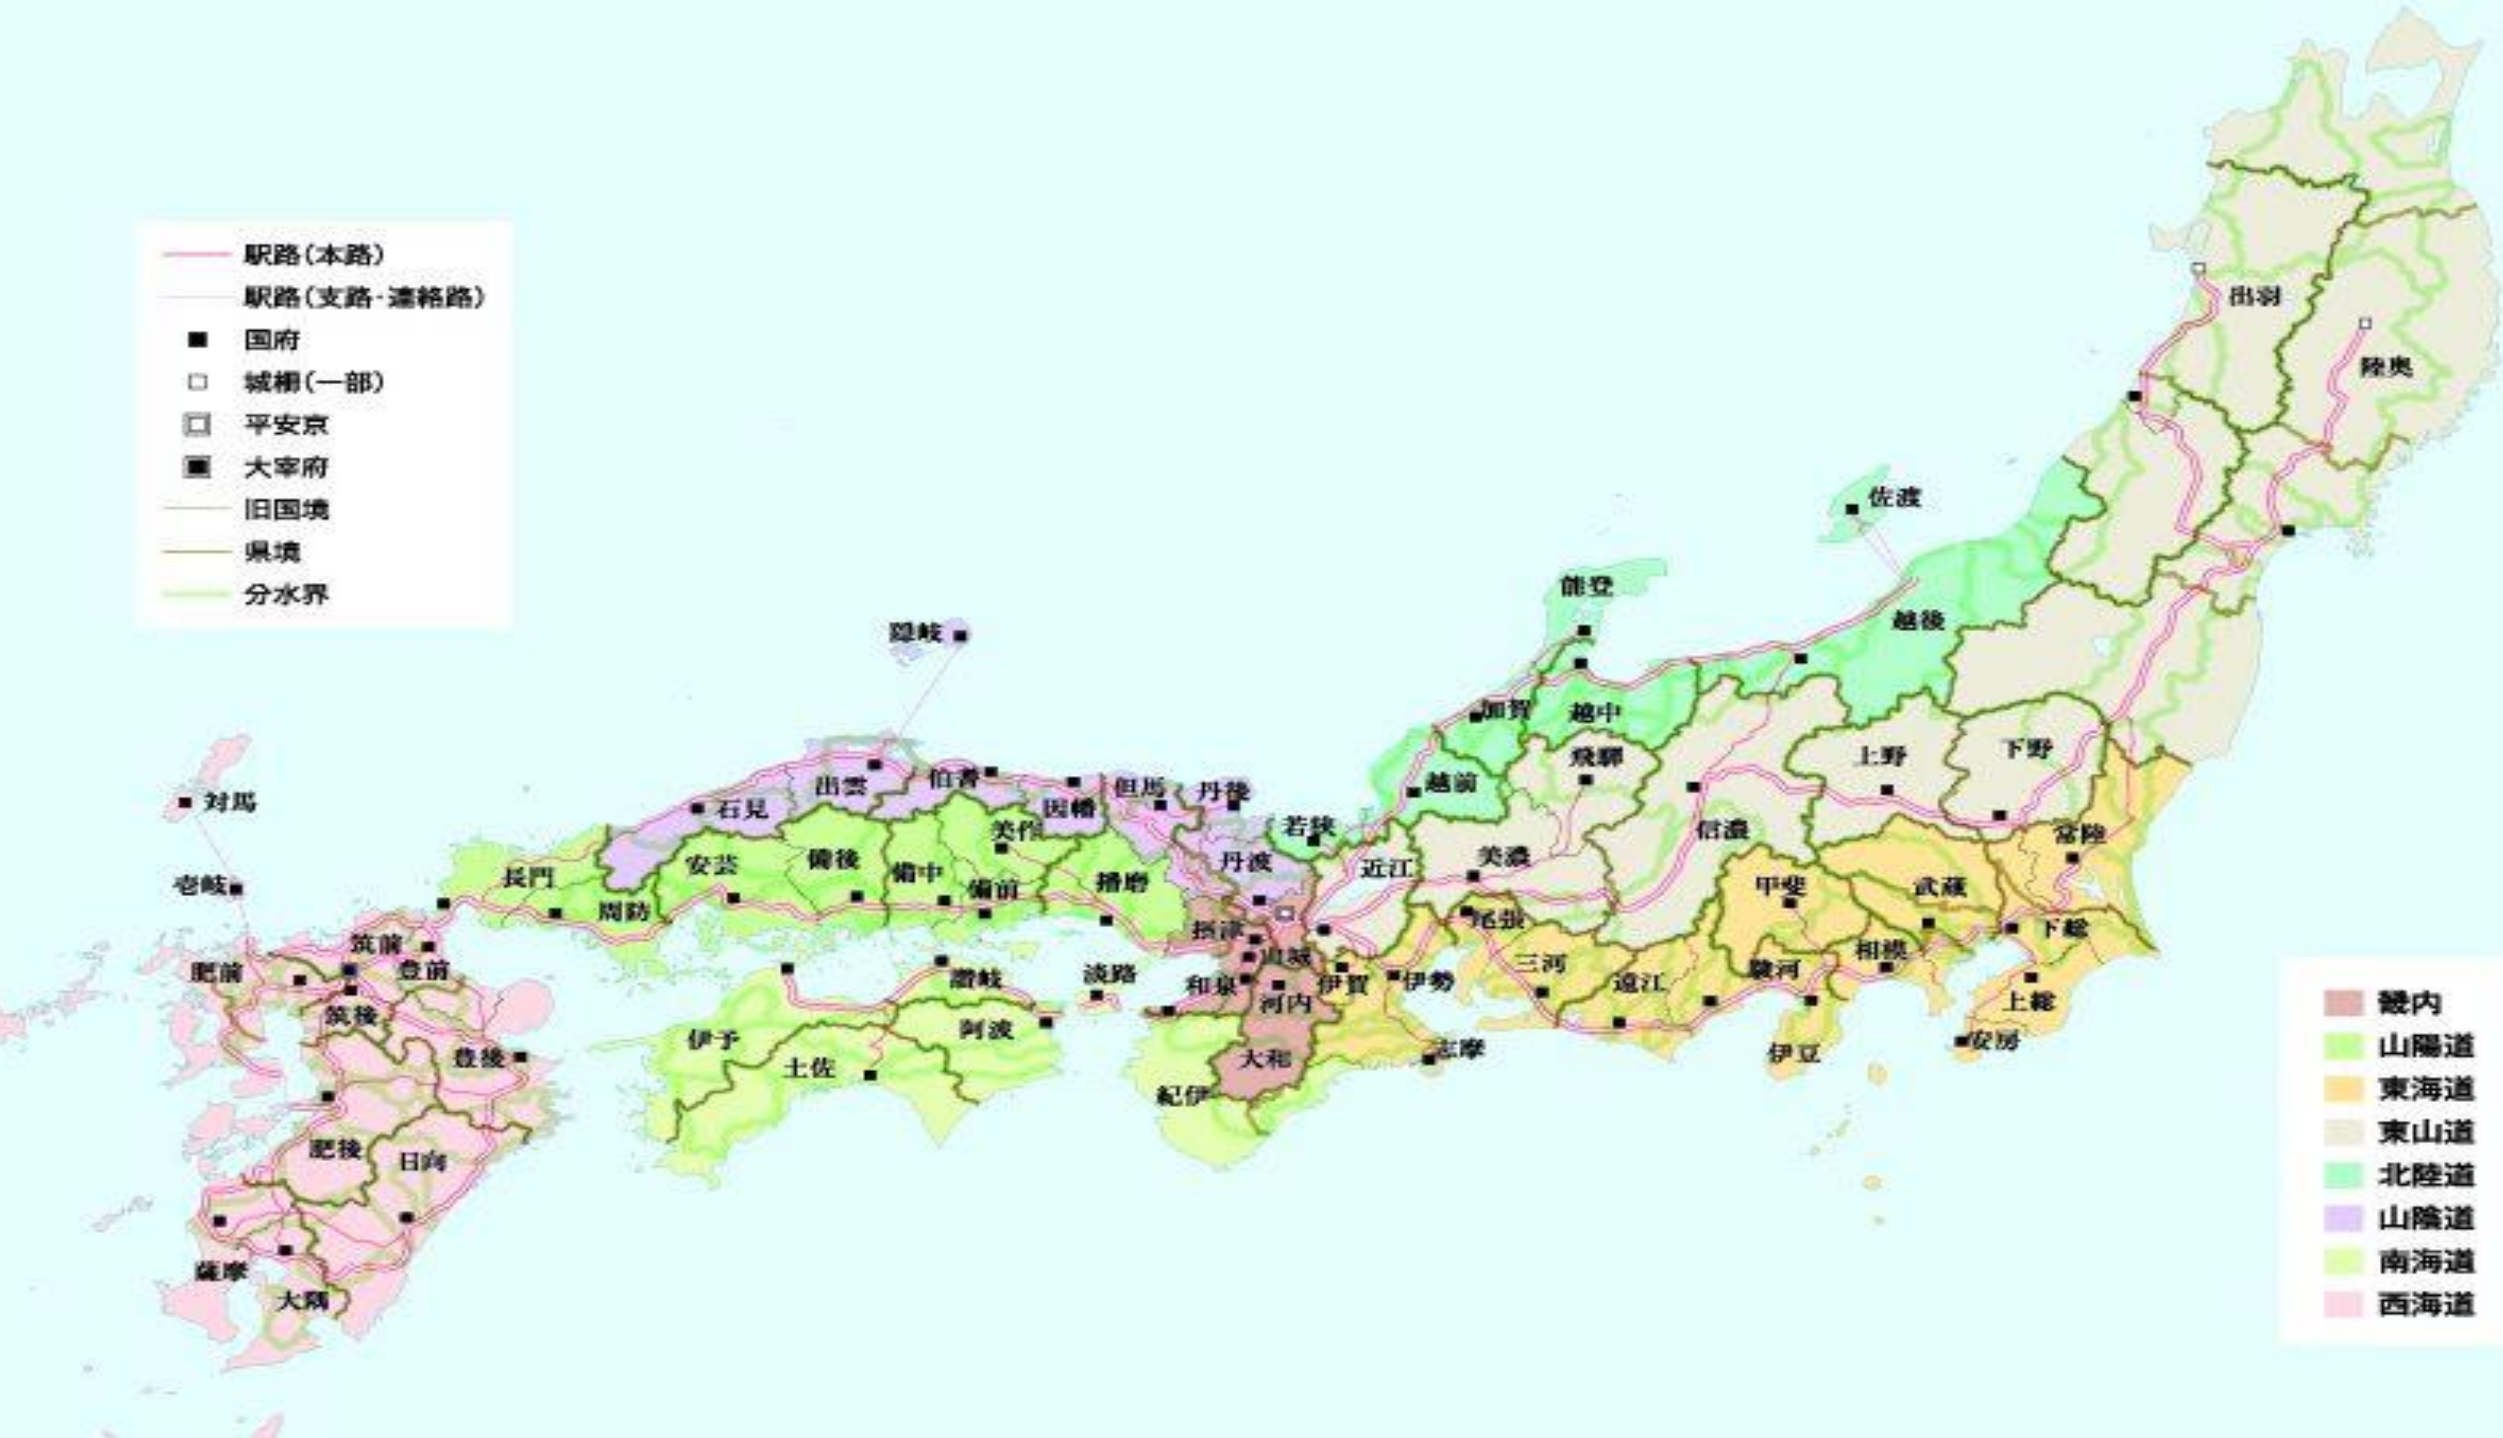 駅路(本路)
駅路(支路・連絡路)
国府
城柵(一部)
平安京
大宰府
旧国境
県境
分水界
出羽
陸奥
佐渡
能登
越後
隠岐
加賀
越中
飛驒
上野
下野
越前
対馬
出雲
伯耆
石見
因幡
但馬
丹後
若狭
美作
信濃
常陸
安芸
備後
備中
備前
播磨
丹波
近江
美濃
長門
周防
壱岐
甲斐
武蔵
摂津
尾張
下総
筑前
豊前
肥前
讃岐
淡路
山城
和泉
河内
伊賀
伊勢
三河
遠江
駿河
相模
上総
筑後
豊後
伊予
土佐
阿波
大和
志摩
伊豆
安房
紀伊
肥後
日向
薩摩
大隅
畿内
山陽道
東海道
東山道
北陸道
山陰道
南海道
西海道